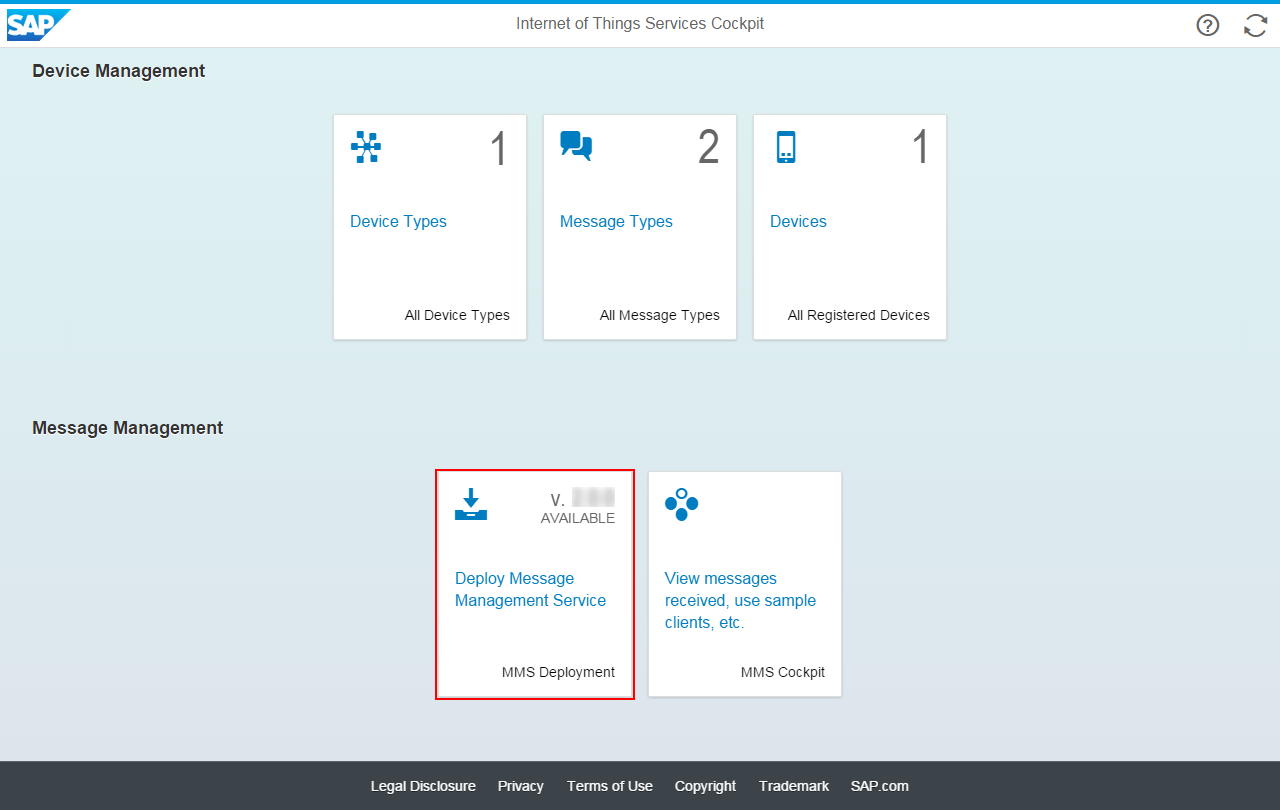 SAP
Internet of Things Services Cockpit
Device Management
1
2
1
Device Types
Message Types
Devices
All Device Types
All Message Types
All Registered Devices
Message Management
v.
AVAILABLE
Deploy Message
Management Service
MMS Deployment
View messages
received, use sample
clients, etc.
MMS Cockpit
Legal Disclosure
Privacy
Terms of Use
Copyright
Trademark
SAP.com